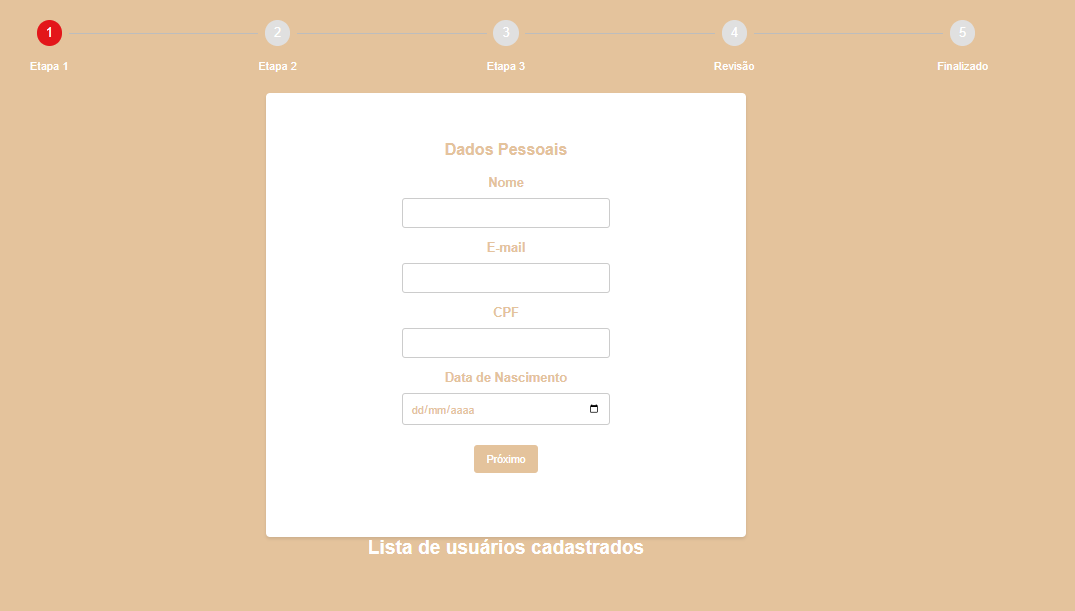 1 2 3 4 5
Etapa 1 Etapa 2 Etapa 3 Revisão Finalizado
Dados Pessoais
Nome
E-mail
CPF
Data de Nascimento
dd/mm/aaaa
Próximo
Lista de usuários cadastrados